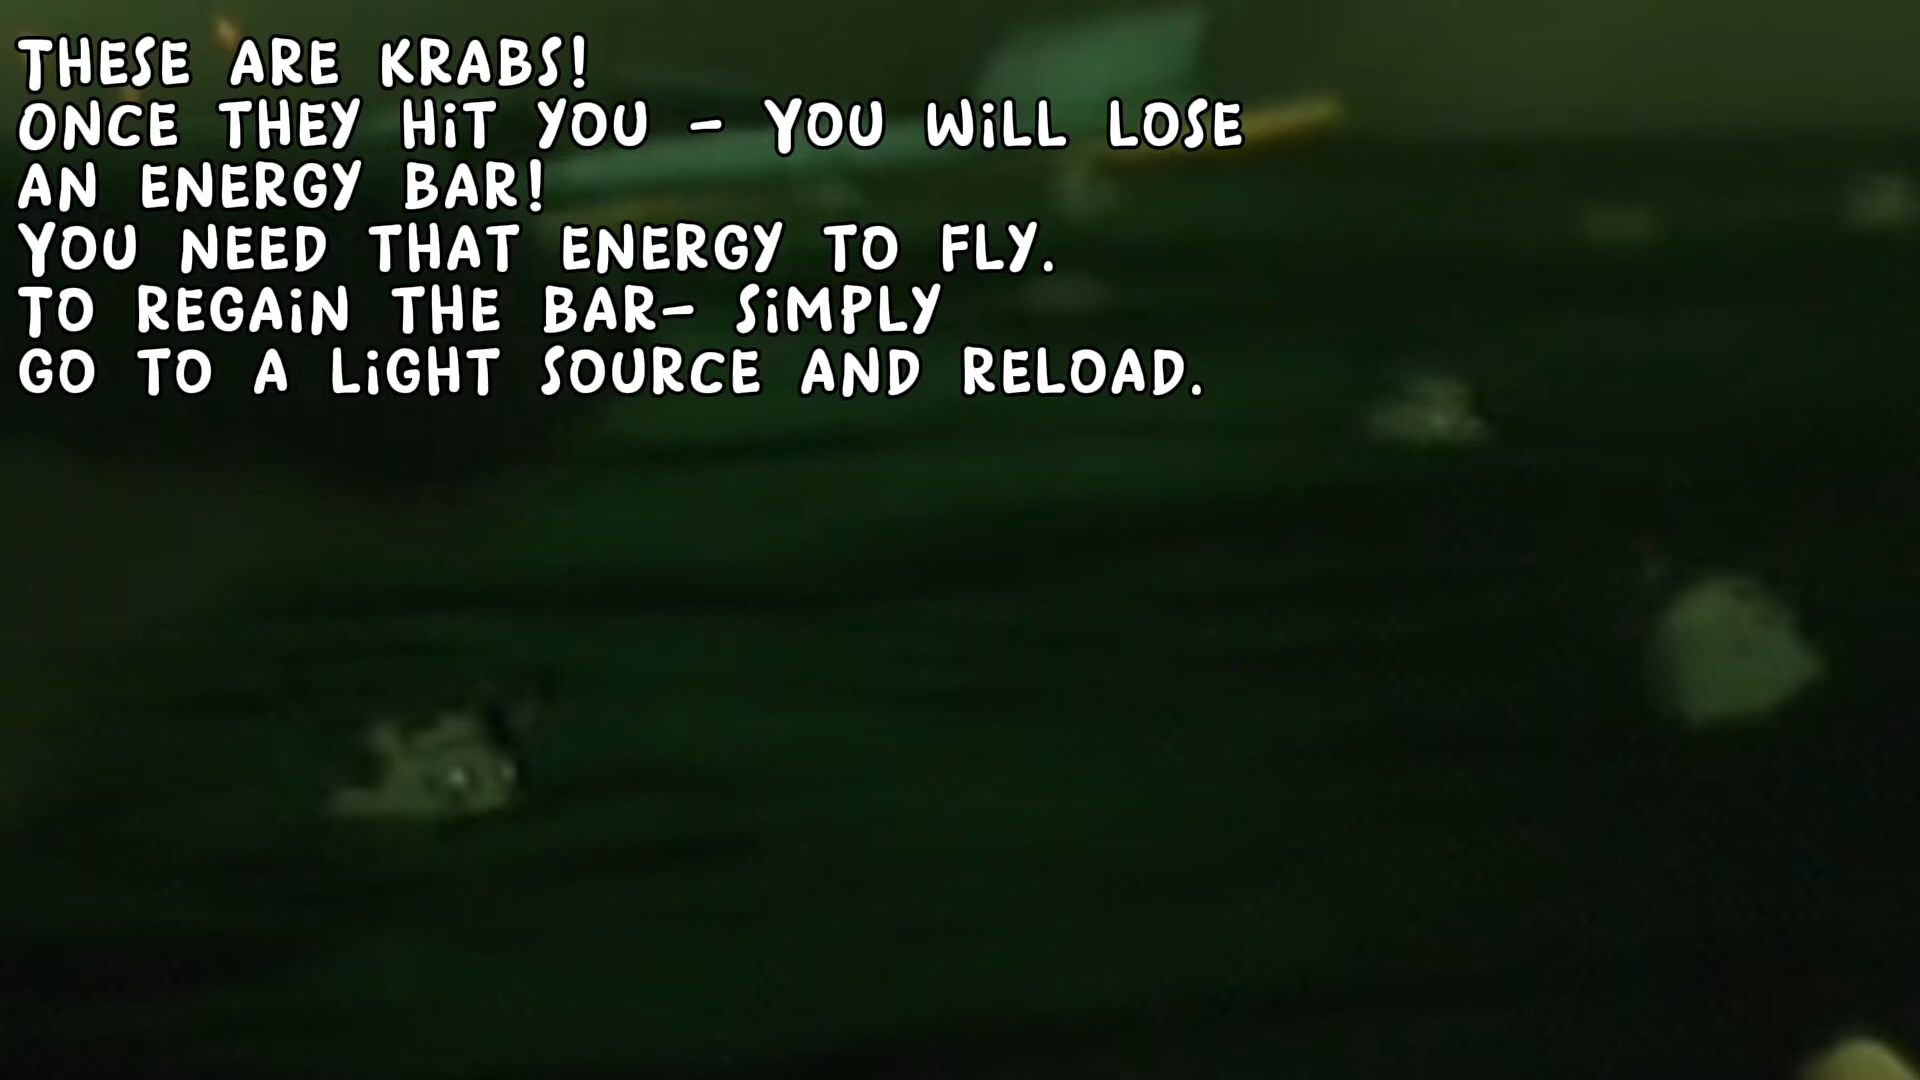 THESE ARE KRABS!
ONCE THEY HiT YOU - YOU WiLL LOSE
AN ENERGY BAR!
YOU NEED THAT ENERGY TO FLY.
TO REGAiN THE BAR- SiMPLY
GO TO A LiGHT SOURCE AND RELOAD.